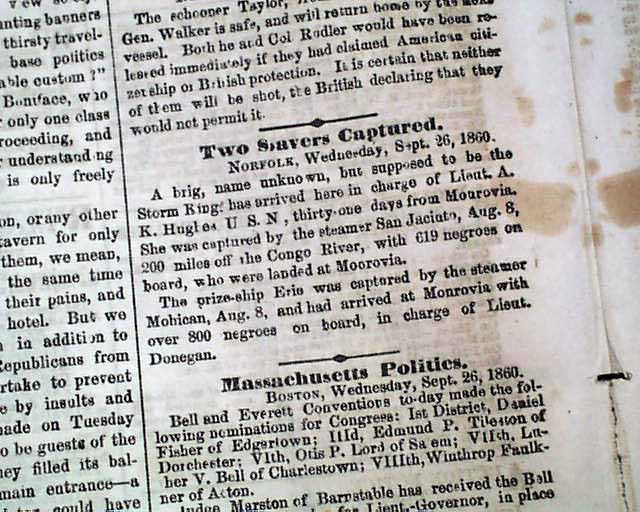 anting banners
thirsty travel-
base politics
able custom?"
Boniface, who
only one class
roceeding, and
understanding
is only freely
on, or any other
tavern for only
them, we mean,
the same time
their pains, and
hotel. But we
in addition to
Republicans from
rtake to prevent
e by insults and
made on Tuesday
o be guests of the
ey filled its bal-
main entrance—a
could have
The schooner Taylor,
Gen. Walker is safe, and will return home by the next
vessel. Both he and Col Rudler would have been re-
leased immediately if they had claimed American citi-
zenship or British protection. It is certain that neither
of them will be shot, the British declaring that they
would not permit it.
Two Slavers Captured.
NORFOLK, Wednesday, Sept. 26, 1860.
A brig, name unknown, but supposed to be the
Storm King, has arrived here in charge of Lieut. A.
K. Hughes U S N, thirty-one days from Monrovia.
She was captured by the steamer San Jacinto, Aug. 8,
200 miles off the Congo River, with 619 negroes on
board, who were landed at Moorovia.
The prize-ship Erie was captured by the steamer
Mohican, Aug. 8, and had arrived at Monrovia with
over 800 negroes on board, in charge of Lieut.
Donegan.
Massachusetts Politics.
BOSTON, Wednesday, Sept. 26, 1860.
Bell and Everett Conventions to-day made the fol-
lowing nominations for Congress: Ist District, Daniel
Fisher of Edgartown; IIId, Edmund P. Tileston of
Dorchester; VIth, Otis P. Lord of Salem; VIIth, Lu-
ther V. Bell of Charlestown; VIIIth, Winthrop Faulk-
ner of Acton.
Judge Marston of Barnstable has received the Bell
Lieut.-Governor, in place